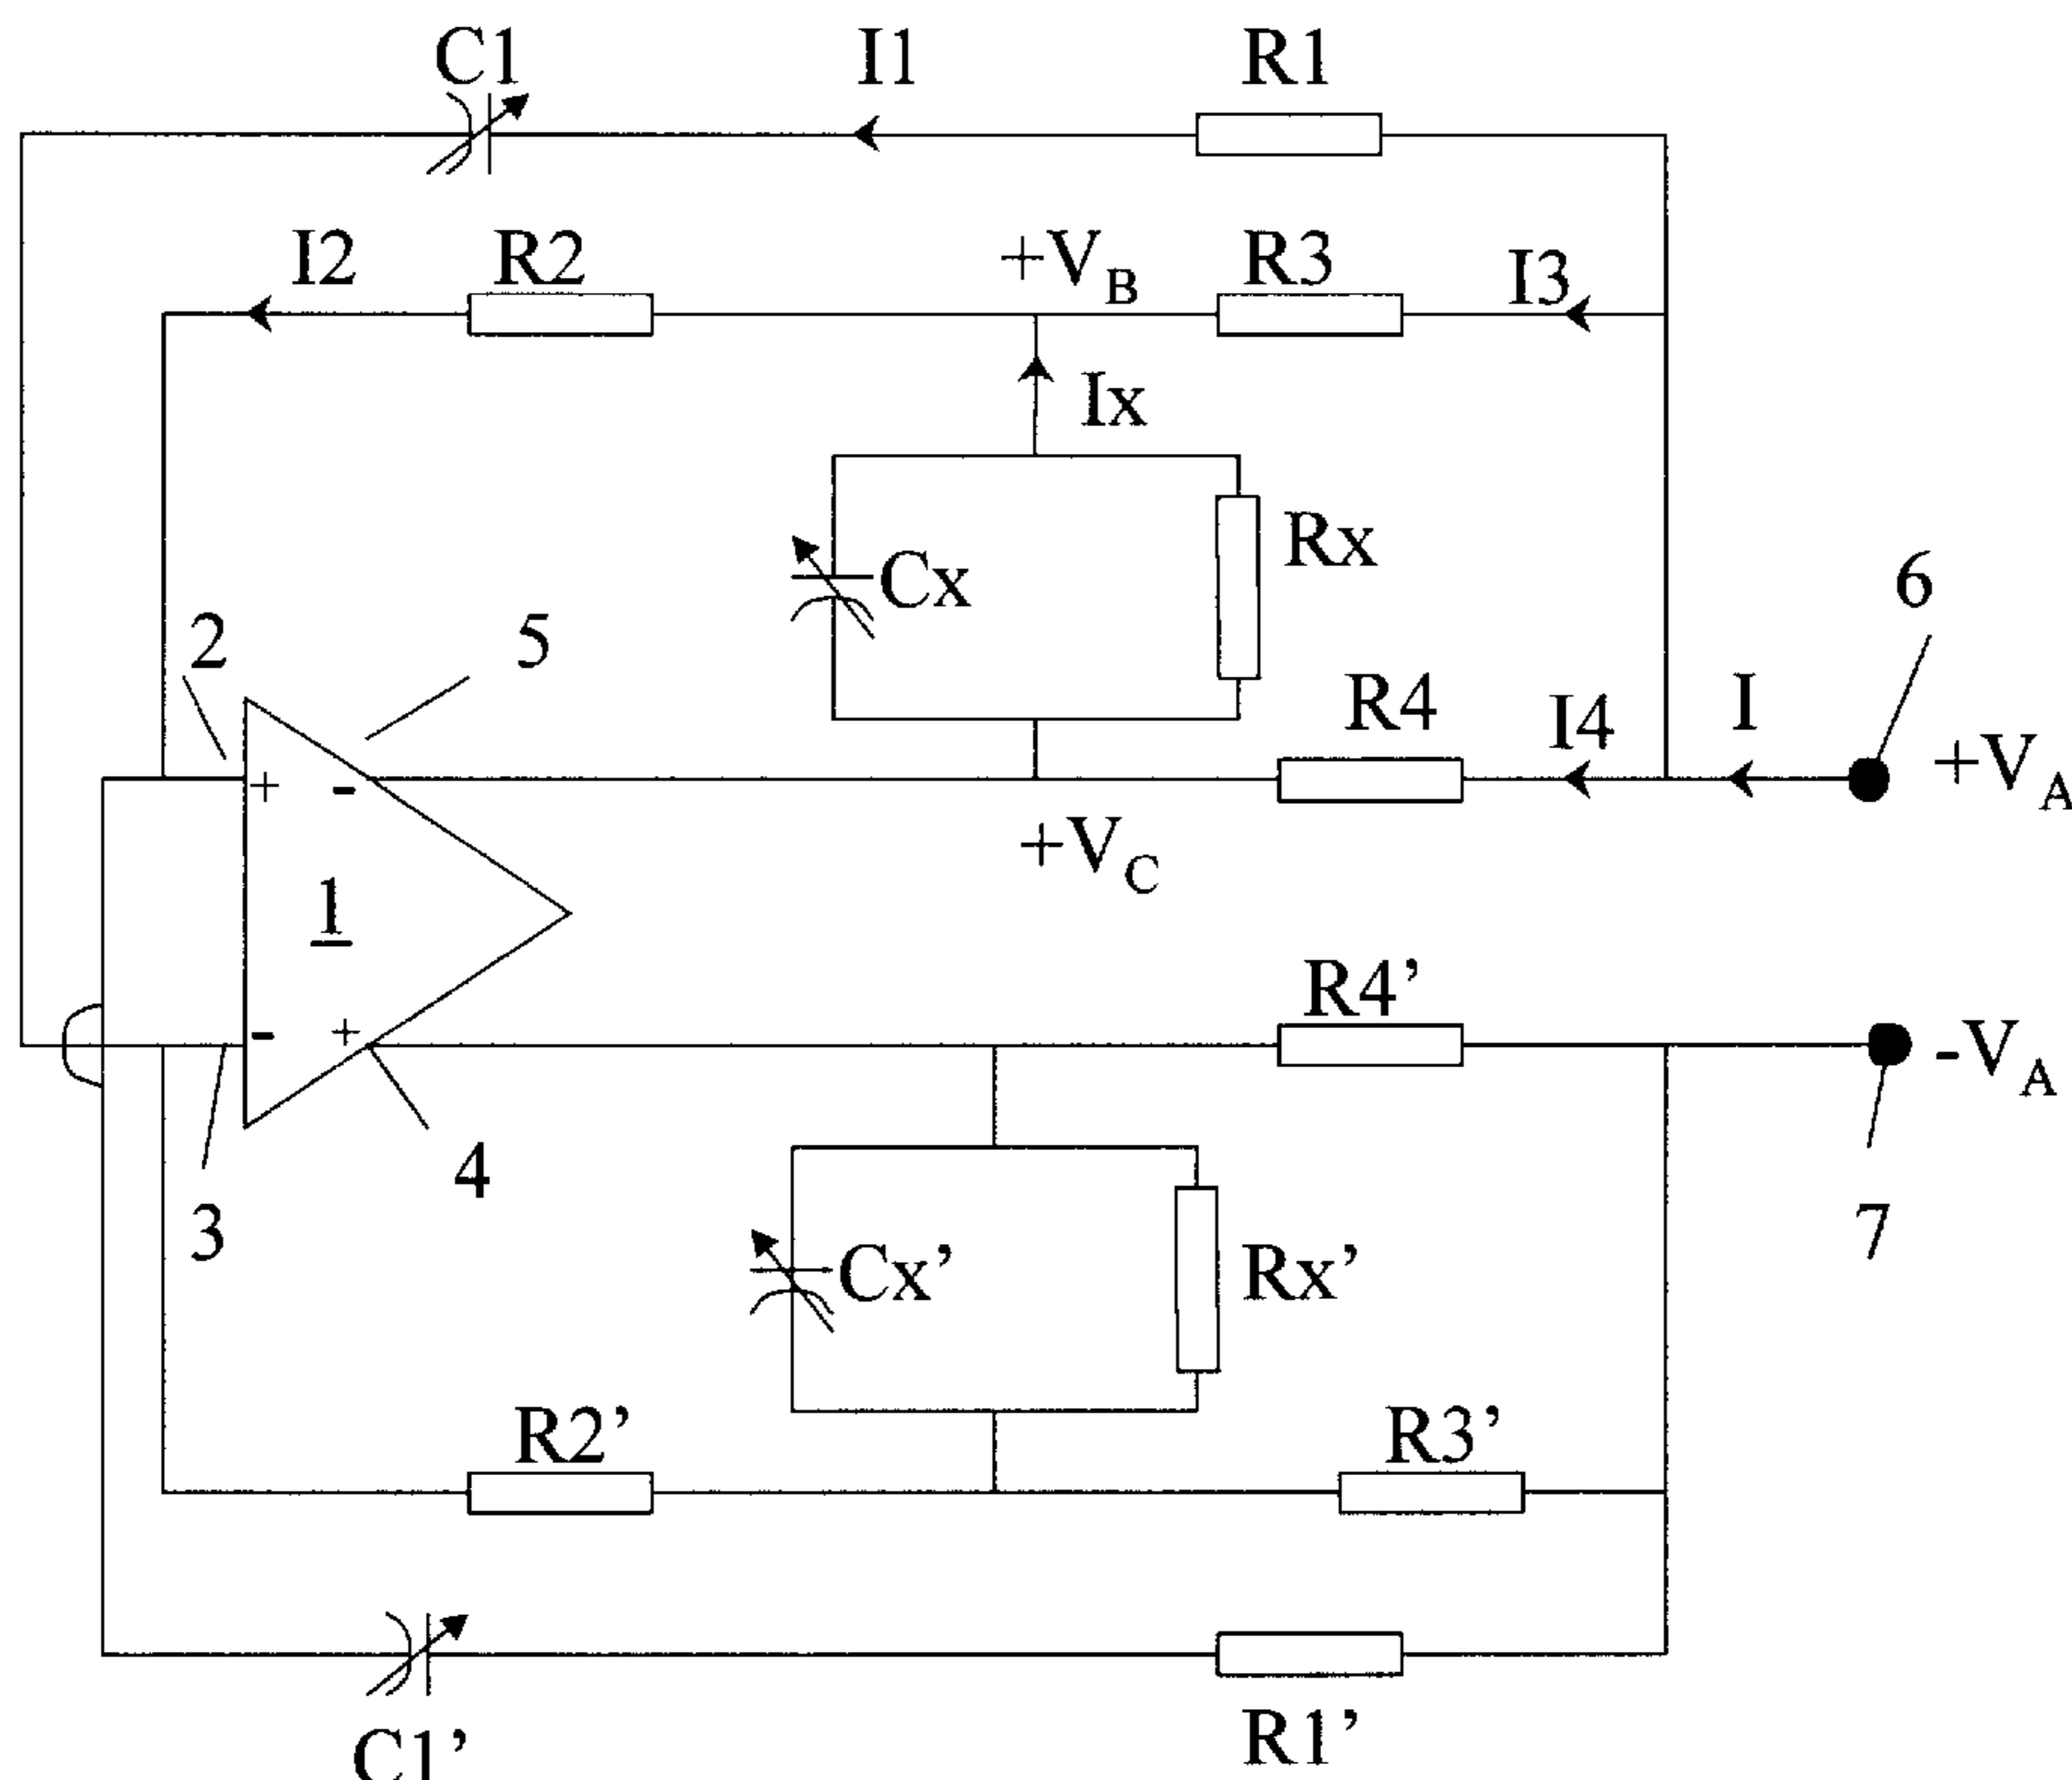 C1 I1 R1
I2 R2 +VB R3 I3
Ix
Cx Rx
6
2 5
R4 I4 I +VA
+ -
+VC
1
R4'
- + -VA
4
3 7
Cx' Rx'
R2' R3'
C1' R1'